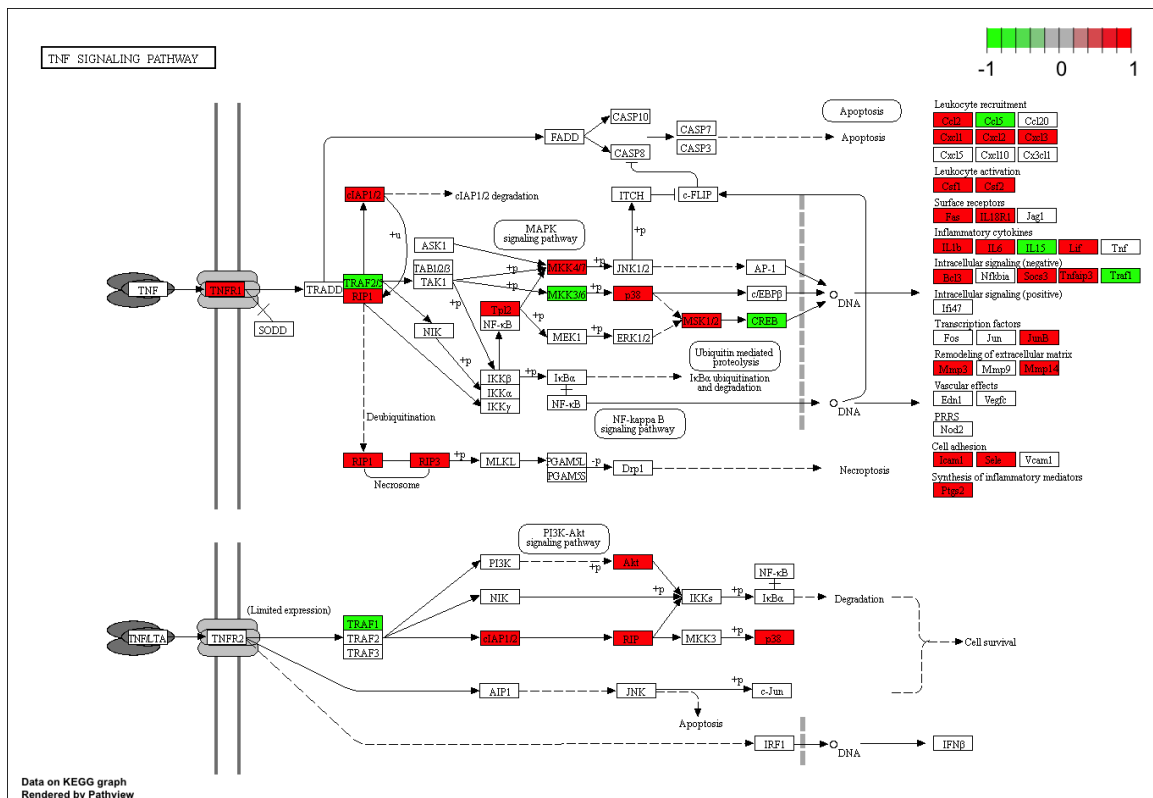 TNF SIGNALING PATHWAY
-1 0 1
Apoptosis
Leukocyte recruitment
Ccl2 Ccl5 Ccl20
Cxcl1 Cxcl2 Cxcl3
Cxcl5 Cxcl10 Cx3cl1
Leukocyte activation
Csf1 Csf2
Surface receptors
Fas IL18R1 Jag1
Inflammatory cytokines
IL1b IL6 IL15 Lif Tnf
Intracellular signaling (negative)
Bcl3 Nfkbia Socs3 Tnfaip3 Traf1
Intracellular signaling (positive)
Ifi47
Transcription factors
Fos Jun JunB
Remodeling of extracellular matrix
Mmp3 Mmp9 Mmp14
Vascular effects
Edn1 Vegfc
PRRS
Nod2
Cell adhesion
Icam1 Sele Vcam1
Synthesis of inflammatory mediators
Ptgs2
CASP10
FADD
CASP8
CASP7
CASP3
Apoptosis
cIAP1/2
cIAP1/2 degradation
+u
ITCH
c-FLIP
+p
MAPK
signaling pathway
ASK1
TAB1/2/3
TAK1
+p
+p
MKK4/7
+p
JNK1/2
AP-1
TNF
TNFR1
SODD
TRADD
TRAF2/5
RIP1
MKK3/6
+p
p38
c/EBPβ
DNA
Tpl2
NF-κB
MSK1/2
CREB
NIK
MEK1
+p
ERK1/2
+p
+p
+p
IKKβ
IKKα
IKKγ
+p
IκBα
NF-κB
Ubiquitin mediated
proteolysis
IκBα ubiquitination
and degradation
DNA
NF-kappa B
signaling pathway
Deubiquitination
RIP1
RIP3
+p
Necrosome
MLKL
PGAM5L
PGAM5S
-p
Drp1
Necroptosis
PI3K-Akt
signaling pathway
PI3K
+p
Akt
NF-κB
NIK
+p
IKKs
+p
IκBα
Degradation
(Limited expression)
TNF/LTA
TNFR2
TRAF1
TRAF2
TRAF3
cIAP1/2
RIP
MKK3
+p
p38
Cell survival
AIP1
JNK
+p
c-Jun
Apoptosis
IRF1
DNA
IFNβ
Data on KEGG graph
Rendered by Pathview